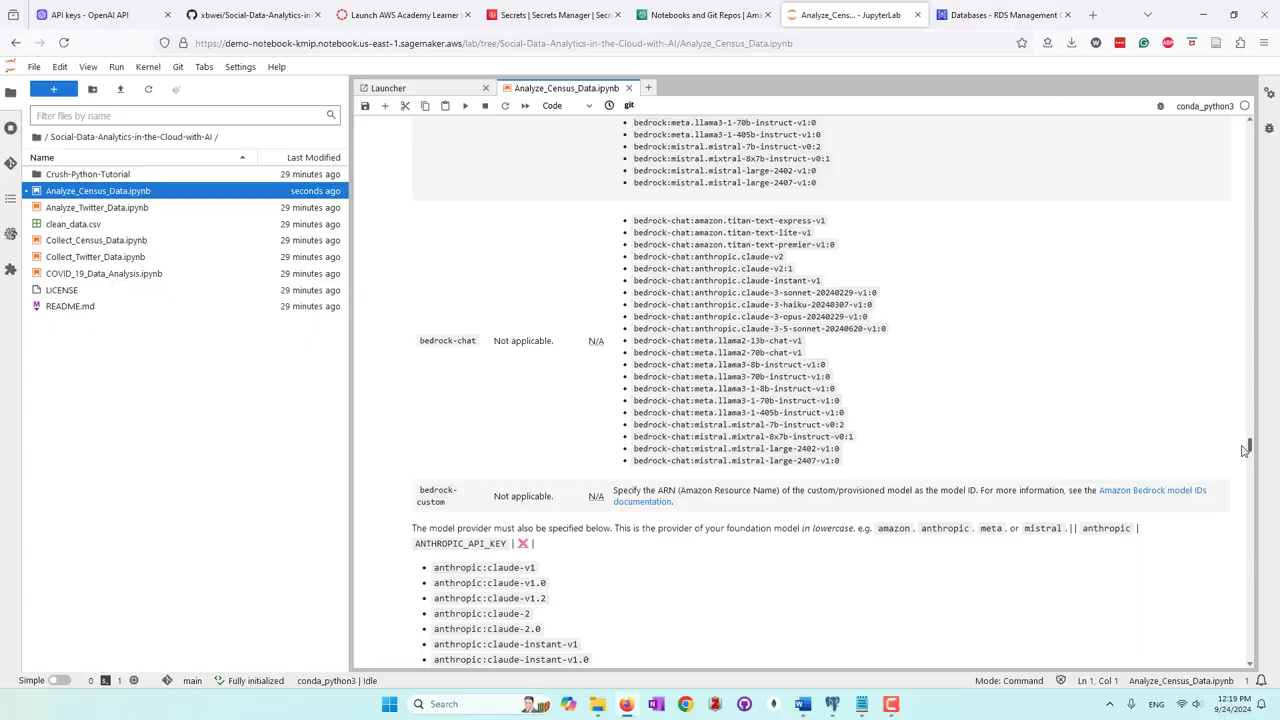 API keys - OpenAI API
xbwei/Social-Data-Analytics-in-
Launch AWS Academy Learner
Secrets | Secrets Manager | Se
Notebooks and Git Repos | Am
Analyze_Cens... - JupyterLab
Databases - RDS Management
https://demo-notebook-kmip.notebook.us-east-1.sagemaker.aws/lab/tree/Social-Data-Analytics-in-the-Cloud-with-AI/Analyze_Census_Data.ipynb
File Edit View Run Kernel Git Tabs Settings Help
Launcher
Analyze_Census_Data.ipynb
Code
git
conda_python3
Filter files by name
/ Social-Data-Analytics-in-the-Cloud-with-AI /
Name Last Modified
Crush-Python-Tutorial 29 minutes ago
Analyze_Census_Data.ipynb seconds ago
Analyze_Twitter_Data.ipynb 29 minutes ago
clean_data.csv 29 minutes ago
Collect_Census_Data.ipynb 29 minutes ago
Collect_Twitter_Data.ipynb 29 minutes ago
COVID_19_Data_Analysis.ipynb 29 minutes ago
LICENSE 29 minutes ago
README.md 29 minutes ago
bedrock:meta.llama3-1-70b-instruct-v1:0
bedrock:meta.llama3-1-405b-instruct-v1:0
bedrock:mistral.mistral-7b-instruct-v0:2
bedrock:mistral.mixtral-8x7b-instruct-v0:1
bedrock:mistral.mistral-large-2402-v1:0
bedrock:mistral.mistral-large-2407-v1:0
bedrock-chat Not applicable. N/A
bedrock-chat:amazon.titan-text-express-v1
bedrock-chat:amazon.titan-text-lite-v1
bedrock-chat:amazon.titan-text-premier-v1:0
bedrock-chat:anthropic.claude-v2
bedrock-chat:anthropic.claude-v2:1
bedrock-chat:anthropic.claude-instant-v1
bedrock-chat:anthropic.claude-3-sonnet-20240229-v1:0
bedrock-chat:anthropic.claude-3-haiku-20240307-v1:0
bedrock-chat:anthropic.claude-3-opus-20240229-v1:0
bedrock-chat:anthropic.claude-3-5-sonnet-20240620-v1:0
bedrock-chat:meta.llama2-13b-chat-v1
bedrock-chat:meta.llama2-70b-chat-v1
bedrock-chat:meta.llama3-8b-instruct-v1:0
bedrock-chat:meta.llama3-70b-instruct-v1:0
bedrock-chat:meta.llama3-1-8b-instruct-v1:0
bedrock-chat:meta.llama3-1-70b-instruct-v1:0
bedrock-chat:meta.llama3-1-405b-instruct-v1:0
bedrock-chat:mistral.mistral-7b-instruct-v0:2
bedrock-chat:mistral.mixtral-8x7b-instruct-v0:1
bedrock-chat:mistral.mistral-large-2402-v1:0
bedrock-chat:mistral.mistral-large-2407-v1:0
bedrock-
custom
Not applicable. N/A
Specify the ARN (Amazon Resource Name) of the custom/provisioned model as the model ID. For more information, see the Amazon Bedrock model IDs
documentation.
The model provider must also be specified below. This is the provider of your foundation model in lowercase, e.g. amazon, anthropic, meta, or mistral. || anthropic |
ANTHROPIC_API_KEY | ❌ |
anthropic:claude-v1
anthropic:claude-v1.0
anthropic:claude-v1.2
anthropic:claude-2
anthropic:claude-2.0
anthropic:claude-instant-v1
anthropic:claude-instant-v1.0
Simple 0 1 main Fully initialized conda_python3 | Idle Mode: Command Ln 1, Col 1 Analyze_Census_Data.ipynb 1
Search
ENG
12:19 PM
9/24/2024